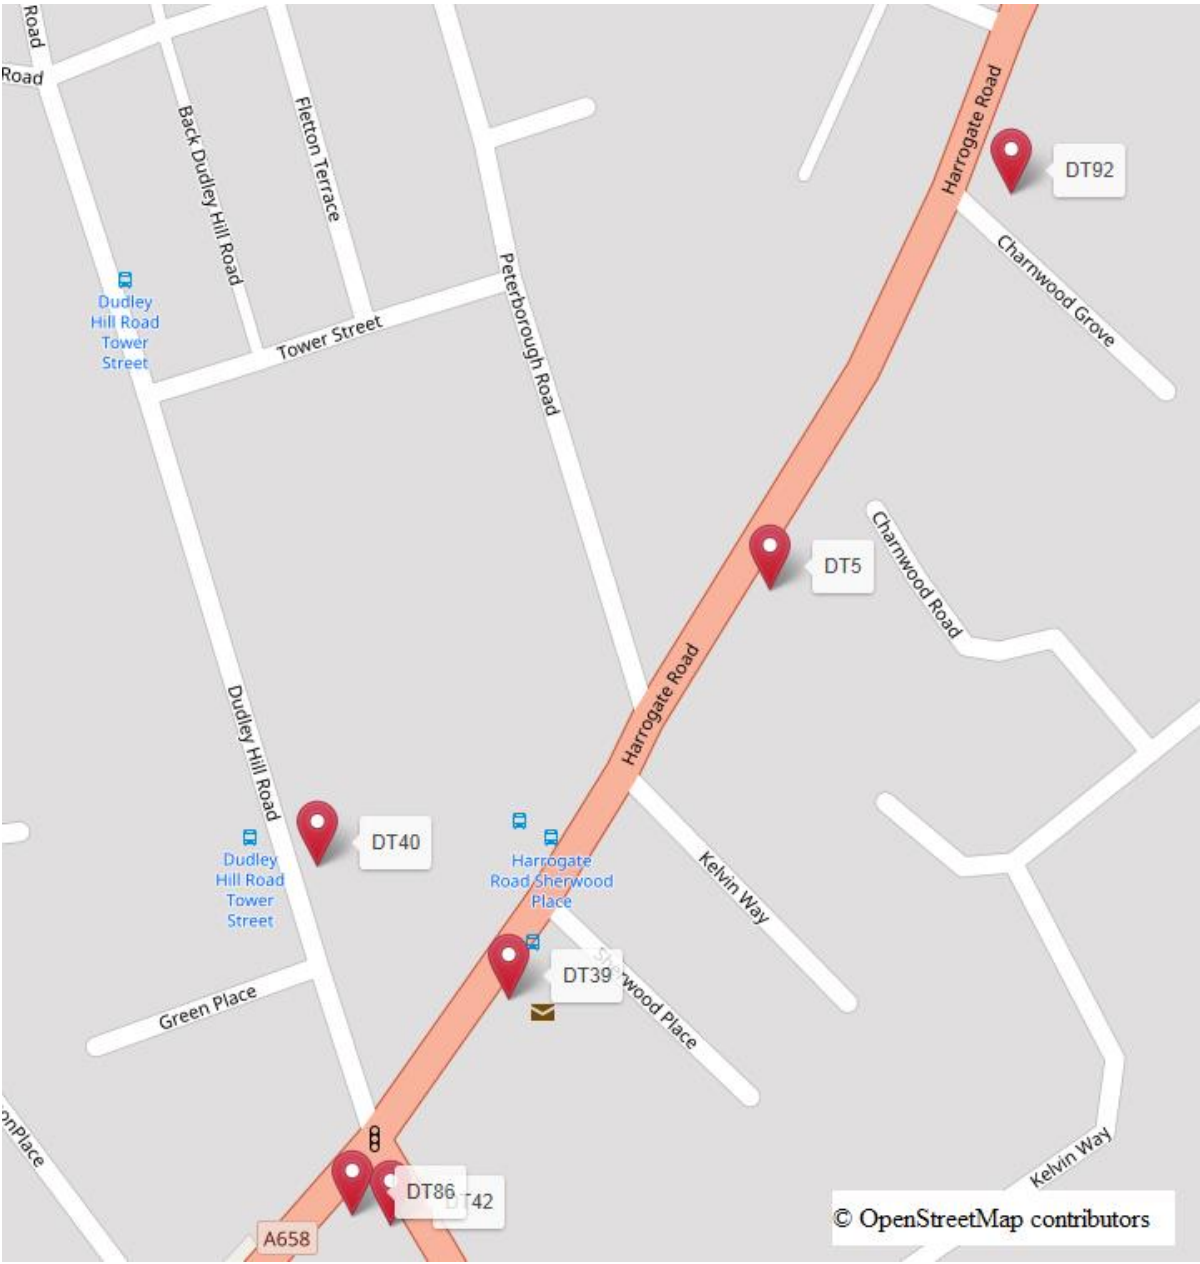 Road
Road
Back Dudley Hill Road
Fletton Terrace
Harrogate Road
DT92
Charnwood Grove
Dudley
Hill Road
Tower
Street
Tower Street
Peterborough Road
Charnwood Road
DT5
Harrogate Road
Dudley Hill Road
DT40
Dudley
Hill Road
Tower
Street
Harrogate
Road Sherwood
Place
Kelvin Way
DT39
Sherwood Place
Green Place
onPlace
Kelvin Way
DT86
T42
A658
© OpenStreetMap contributors